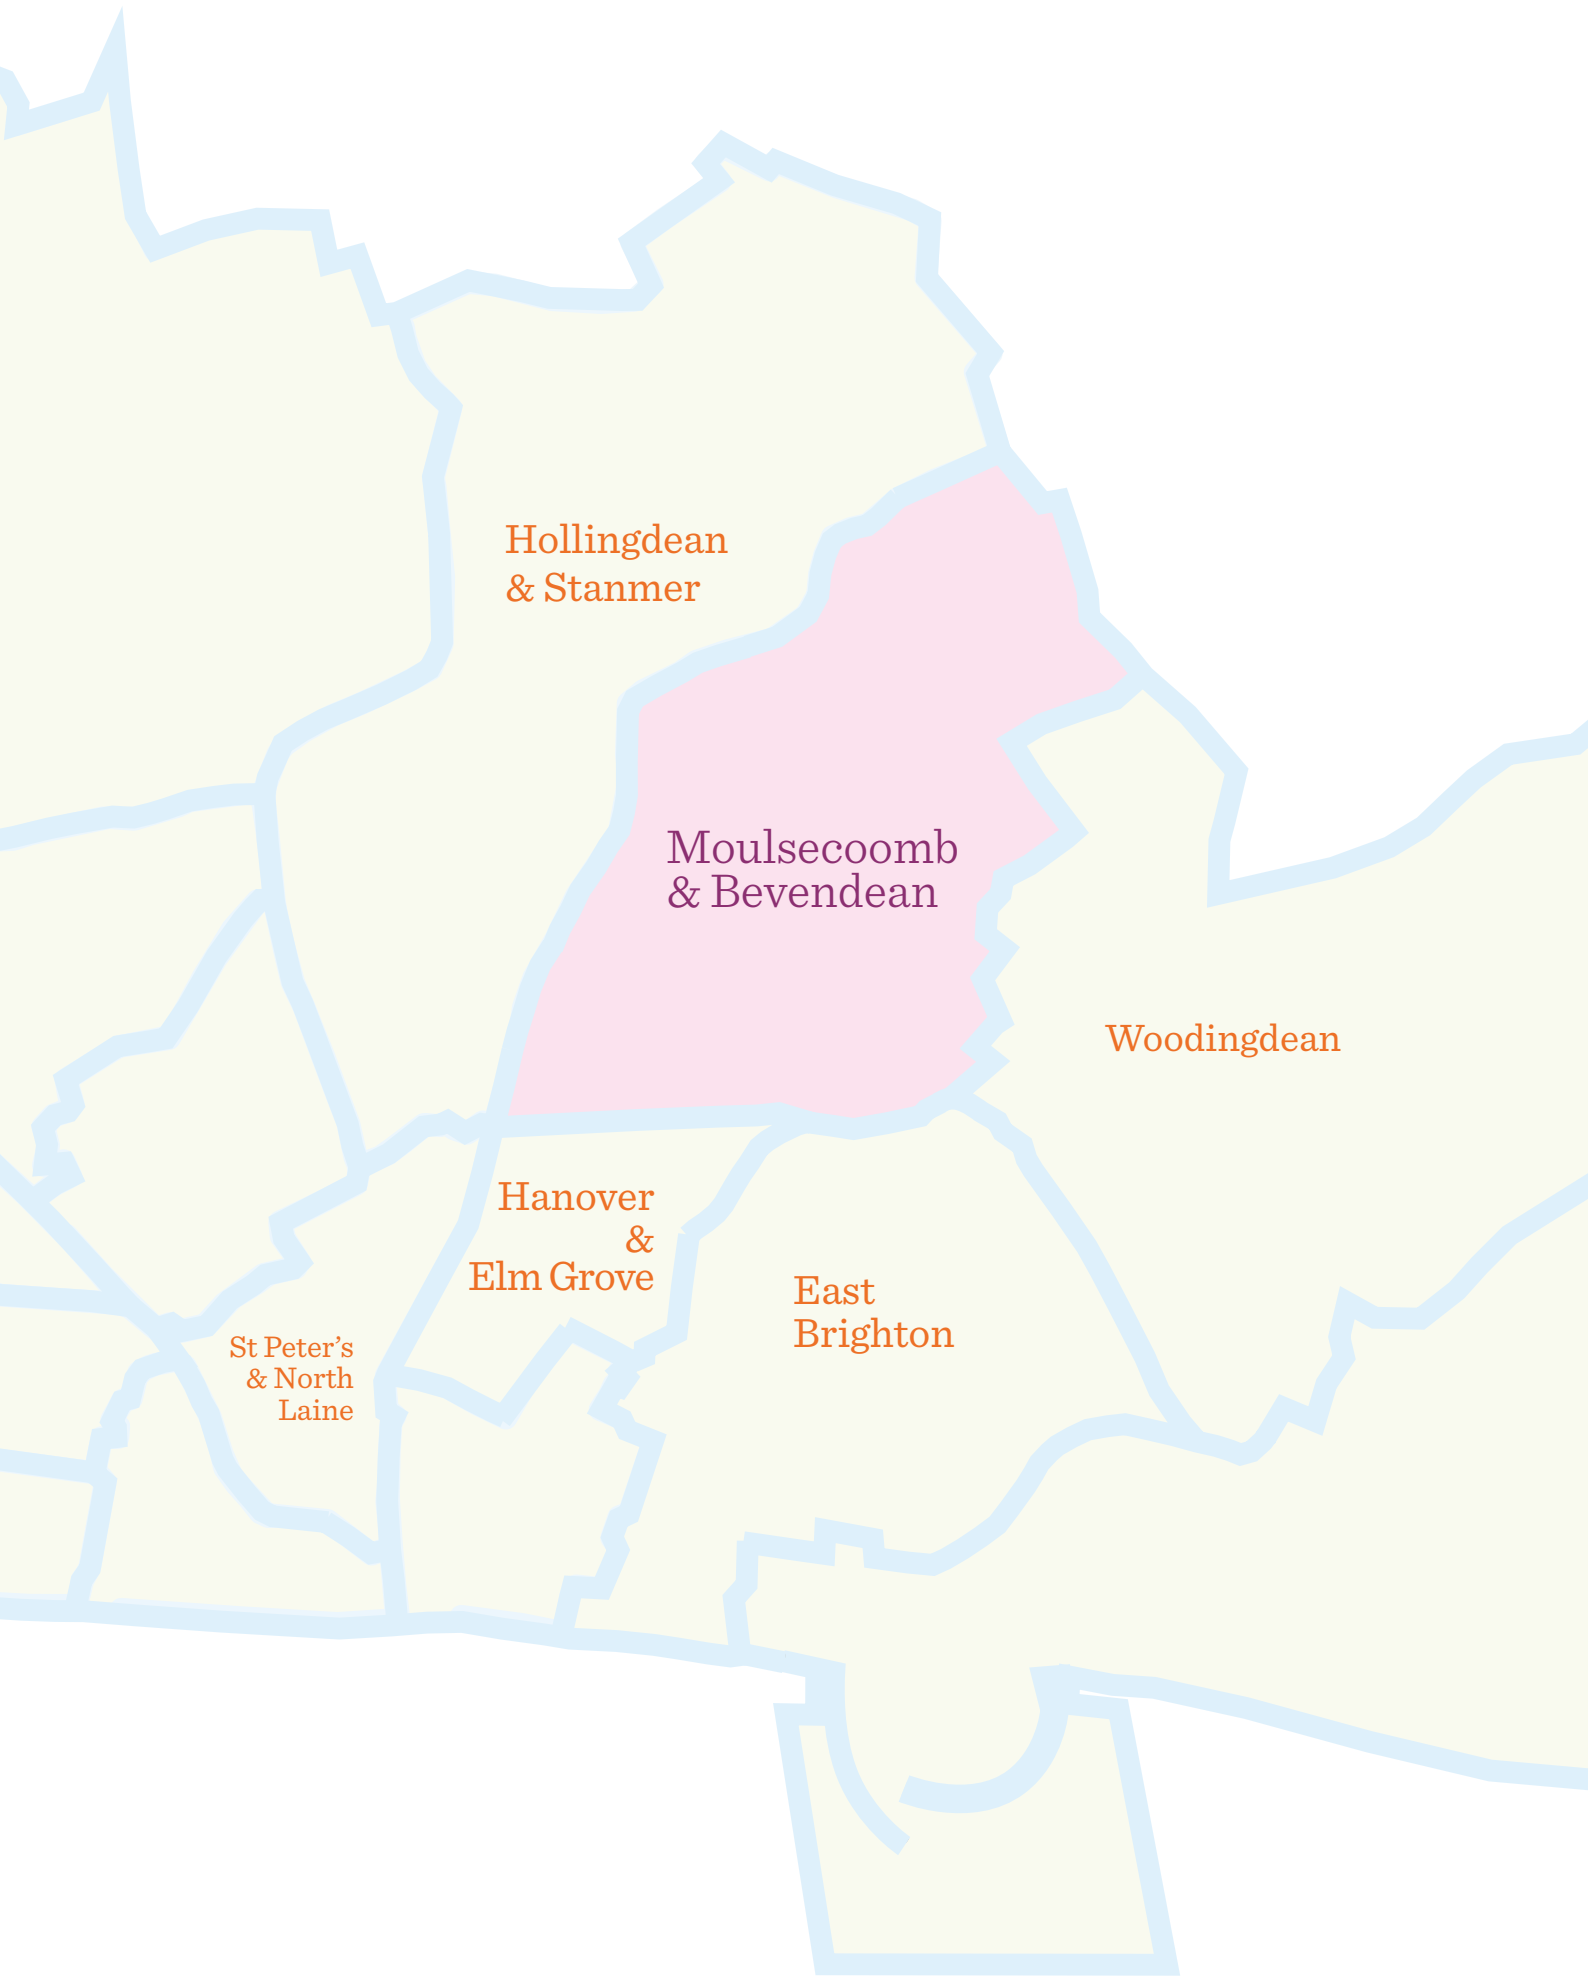 Hollingdean
& Stanmer
Moulsecoomb
& Bevendean
Woodingdean
Hanover
&
Elm Grove
East
Brighton
St Peter’s
& North
Laine